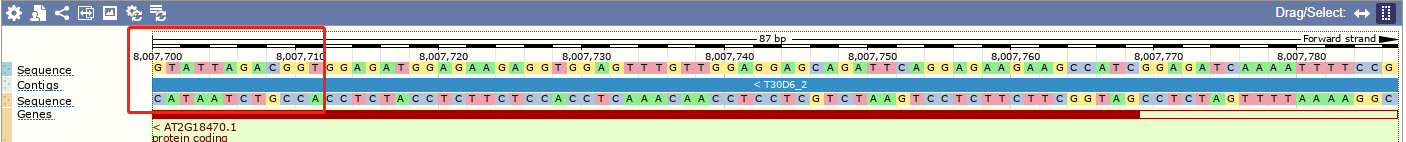 Drag/Select:
87 bp Forward strand
8,007,700 8,007,710 8,007,720 8,007,730 8,007,740 8,007,750 8,007,760 8,007,770 8,007,780
Sequence G T A T T A G A C G G T G G A G A T G G A G A A G A G G T G G A G T T T G T T G G A G G A G C A G A T T C A G G A G A A G A A G C C A T C G G A G A T C A A A A T T T T C C G
Contigs < T30D6_2
Sequence C A T A A T C T G C C A C C T C T A C C T C T T C T C C A C C T C A A A C A A C C T C C T C G T C T A A G T C C T C T T C T T C G G T A G C C T C T A G T T T T A A A A G G C
Genes
< AT2G18470.1
protein coding